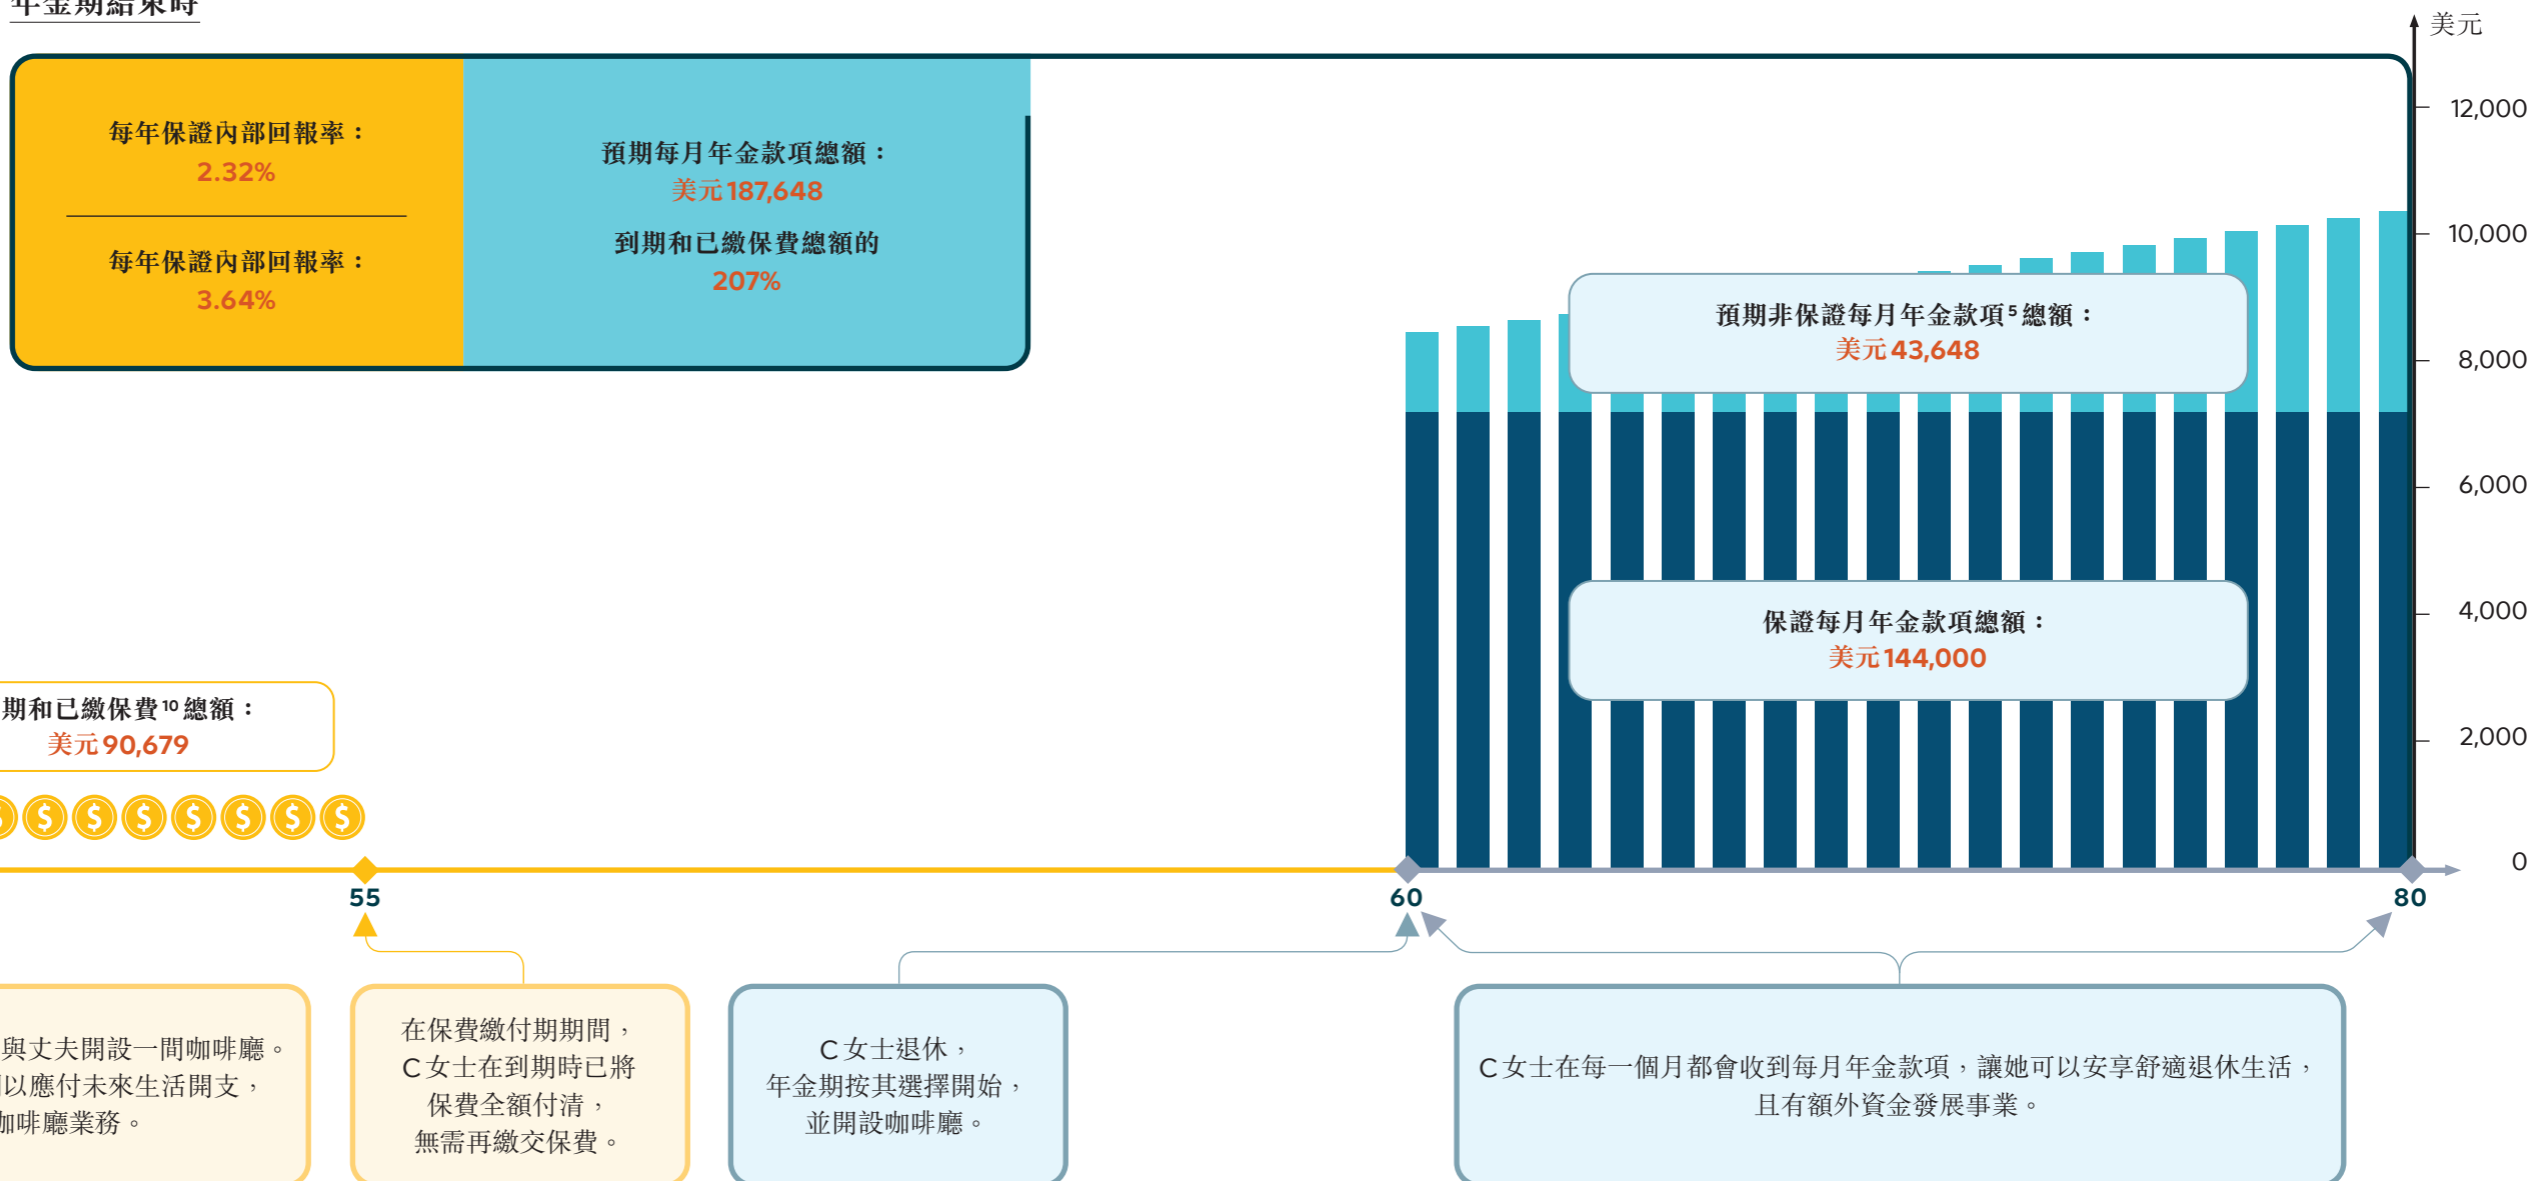 年金期結束時
美元
每年保證內部回報率：
2.32%
每年保證內部回報率：
3.64%
預期每月年金款項總額：
美元187,648
到期和已繳保費總額的
207%
12,000
10,000
8,000
6,000
4,000
2,000
0
預期非保證每月年金款項⁵總額：
美元43,648
保證每月年金款項總額：
美元144,000
期和已繳保費¹⁰總額：
美元90,679
$ $ $ $ $ $ $
55
60
80
與丈夫開設一間咖啡廳。
以應付未來生活開支，
咖啡廳業務。
在保費繳付期期間，
C女士在到期時已將
保費全額付清，
無需再繳交保費。
C女士退休，
年金期按其選擇開始，
並開設咖啡廳。
C女士在每一個月都會收到每月年金款項，讓她可以安享舒適退休生活，
且有額外資金發展事業。